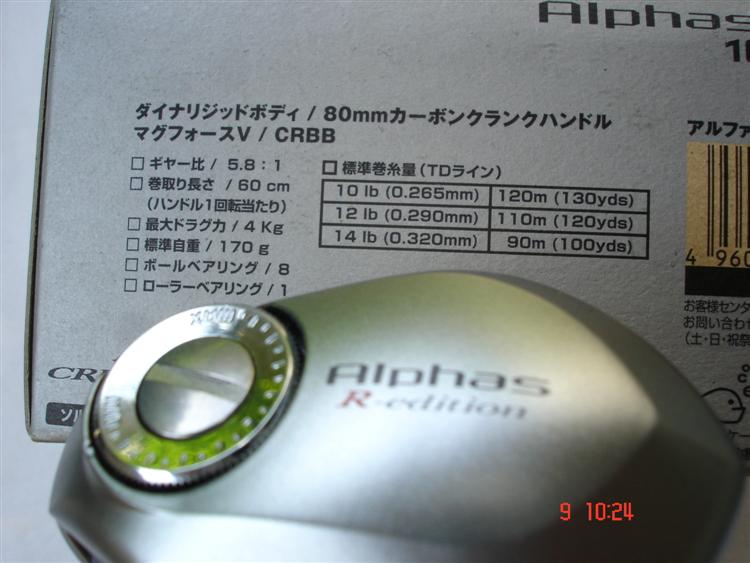 Alphas
ダイナリジッドボディ / 80mmカーボンクランクハンドル
マグフォースV / CRBB
アルファ
□ ギヤー比 / 5.8:1
□ 巻取り長さ / 60 cm
(ハンドル1回転当たり)
□ 最大ドラグ力 / 4 Kg
□ 標準自重 / 170 g
□ ボールベアリング / 8
□ ローラーベアリング / 1
□ 標準巻糸量(TDライン)
10 lb (0.265mm) 120m (130yds)
12 lb (0.290mm) 110m (120yds)
14 lb (0.320mm) 90m (100yds)
4 960
お客様センタ
お問い合わ
(土・日・祝祭
MAX
Alphas
R-edition
9 10:24